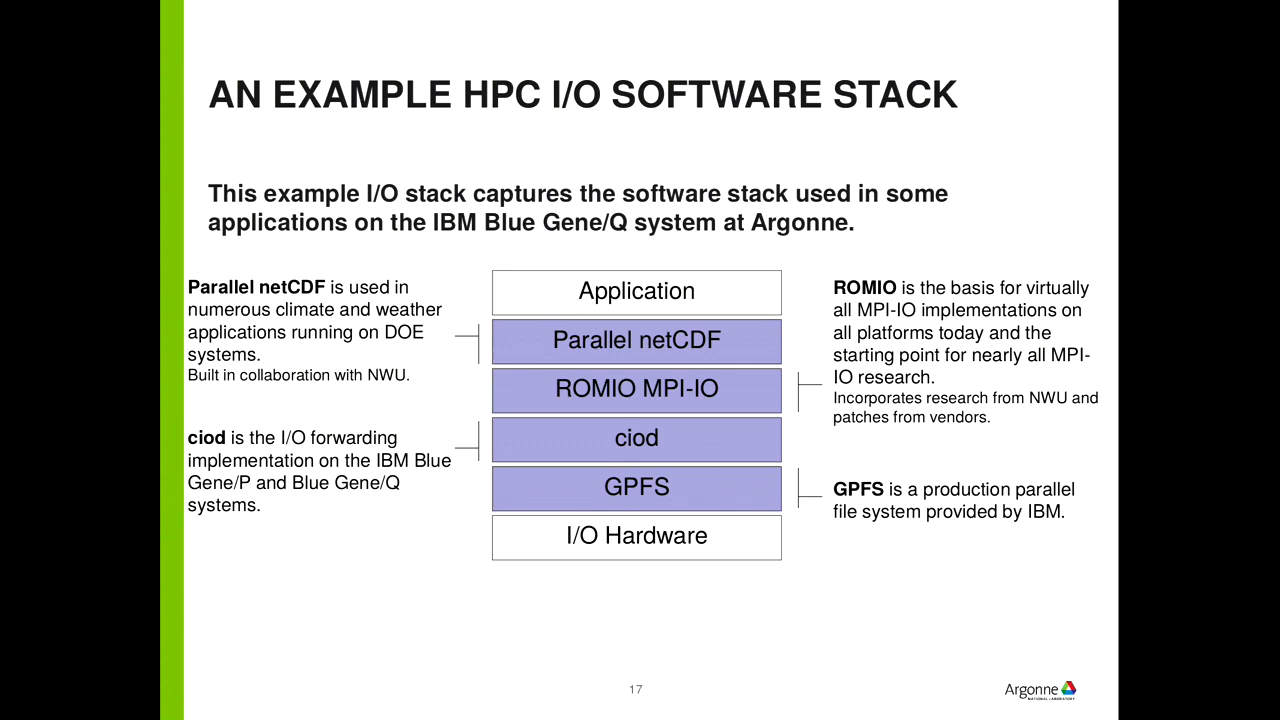 AN EXAMPLE HPC I/O SOFTWARE STACK
This example I/O stack captures the software stack used in some
applications on the IBM Blue Gene/Q system at Argonne.
Parallel netCDF is used in
numerous climate and weather
applications running on DOE
systems.
Built in collaboration with NWU.
ciod is the I/O forwarding
implementation on the IBM Blue
Gene/P and Blue Gene/Q
systems.
Application
Parallel netCDF
ROMIO MPI-IO
ciod
GPFS
I/O Hardware
ROMIO is the basis for virtually
all MPI-IO implementations on
all platforms today and the
starting point for nearly all MPI-
IO research.
Incorporates research from NWU and
patches from vendors.
GPFS is a production parallel
file system provided by IBM.
17
Argonne
NATIONAL LABORATORY